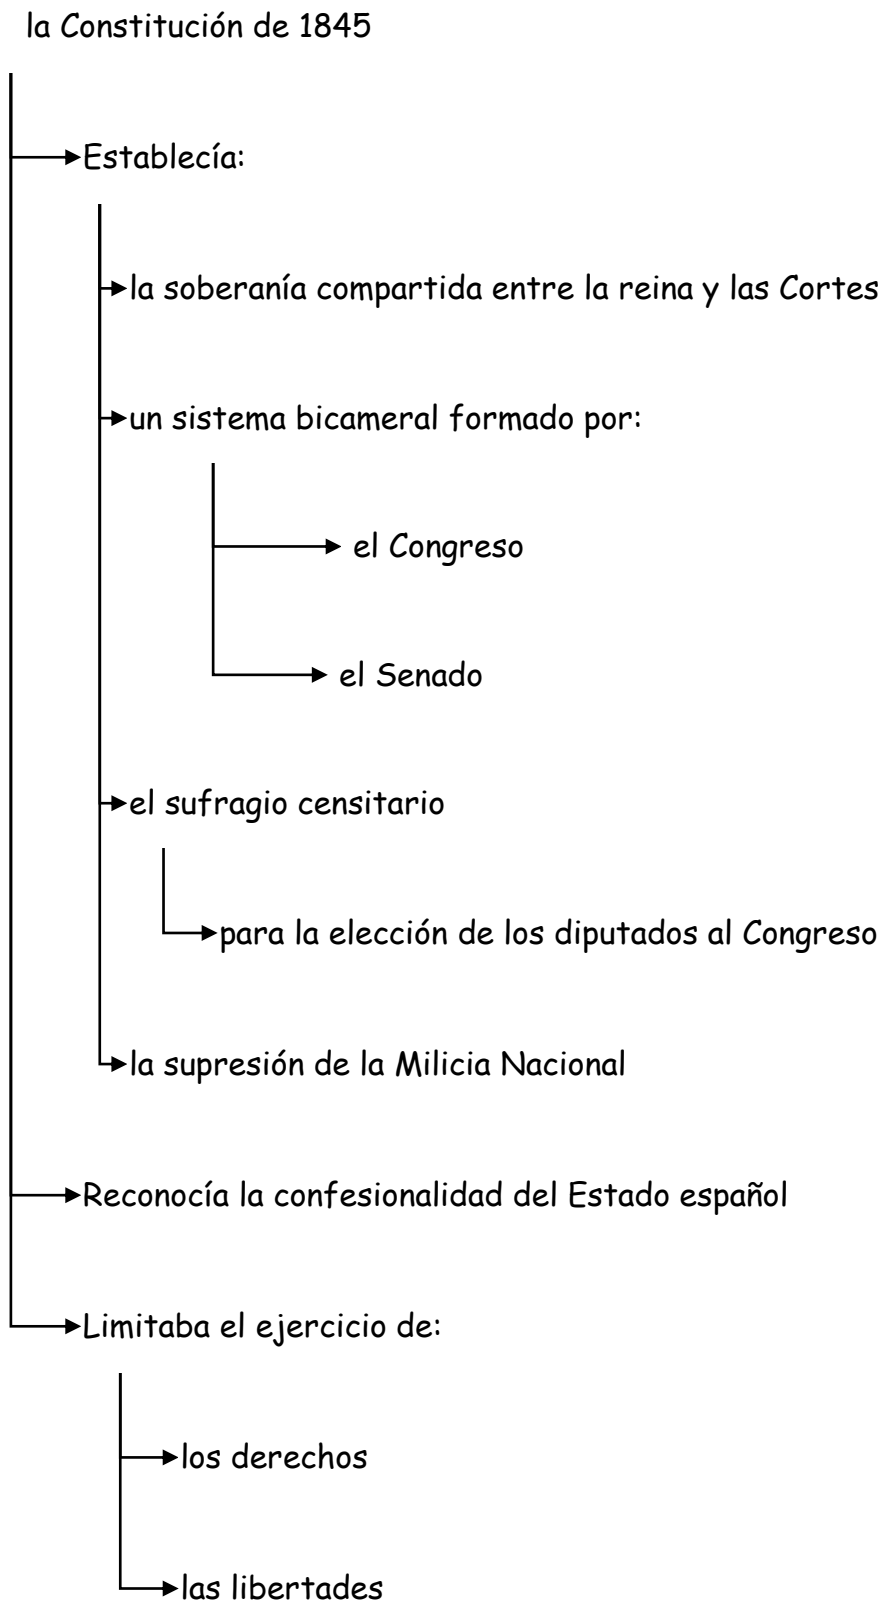 la Constitución de 1845
Establecía:
la soberanía compartida entre la reina y las Cortes
un sistema bicameral formado por:
el Congreso
el Senado
el sufragio censitario
para la elección de los diputados al Congreso
la supresión de la Milicia Nacional
Reconocía la confesionalidad del Estado español
Limitaba el ejercicio de:
los derechos
las libertades